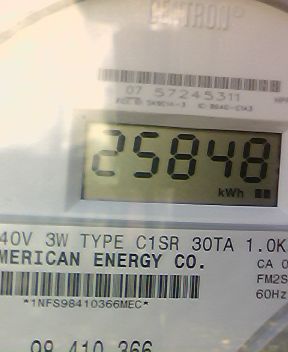 CENTRON®
07 57245311
25848
kWh
40V 3W TYPE C1SR 30TA 1.0K
MERICAN ENERGY CO.
CA 0
FM2S
60Hz
*1NFS98410366MEC*
98 410 366